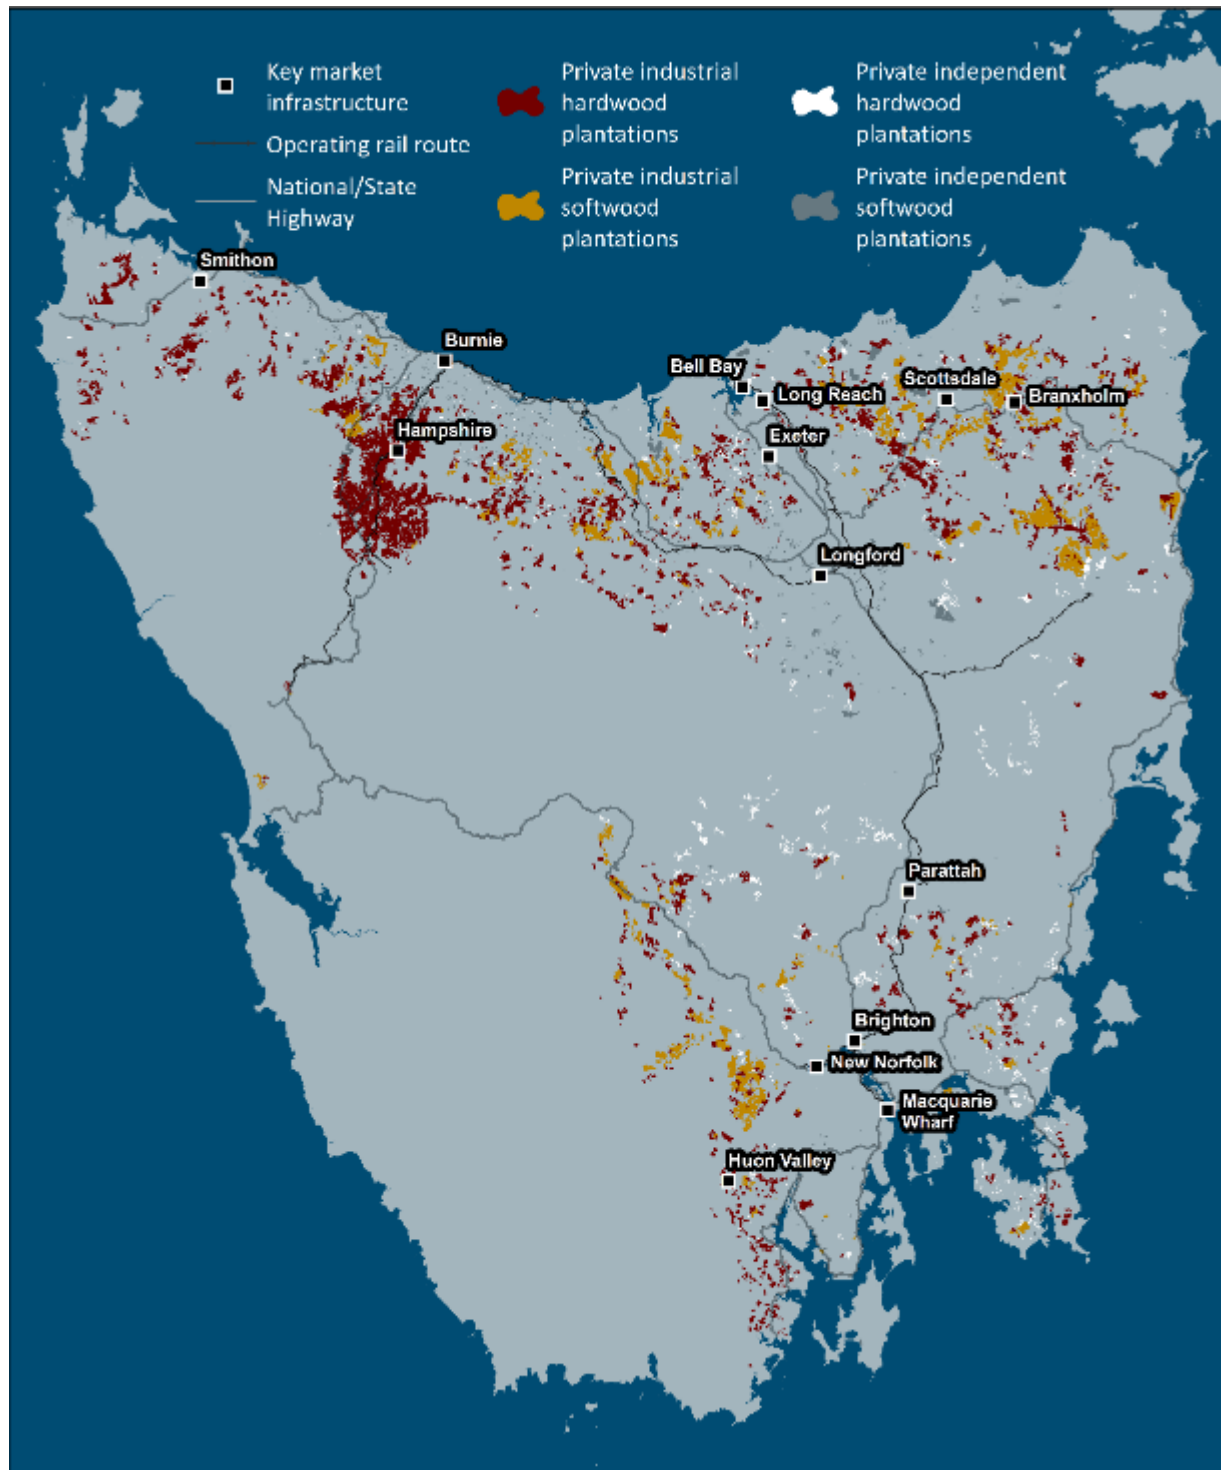 Key market
infrastructure
Operating rail route
National/State
Highway
Private industrial
hardwood
plantations
Private industrial
softwood
plantations
Private independent
hardwood
plantations
Private independent
softwood
plantations
Smithon
Burnie
Bell Bay
Long Reach
Scottsdale
Branxholm
Hampshire
Exeter
Longford
Parattah
Brighton
New Norfolk
Macquarie
Wharf
Huon Valley